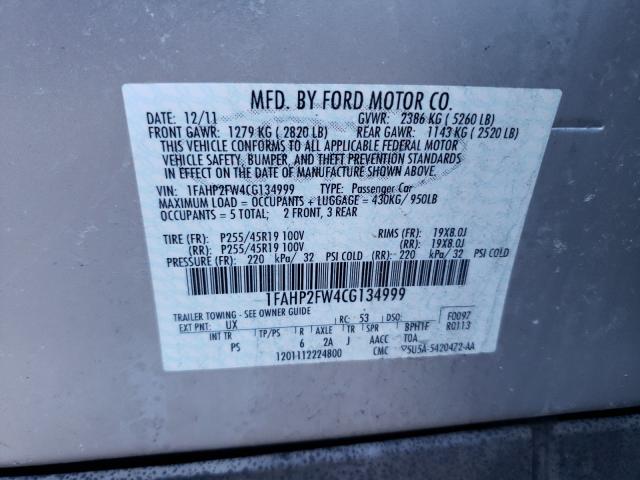 MFD. BY FORD MOTOR CO.
DATE: 12/11 GVWR: 2386 KG ( 5260 LB)
FRONT GAWR: 1279 KG ( 2820 LB) REAR GAWR: 1143 KG ( 2520 LB)
THIS VEHICLE CONFORMS TO ALL APPLICABLE FEDERAL MOTOR
VEHICLE SAFETY, BUMPER, AND THEFT PREVENTION STANDARDS
IN EFFECT ON THE DATE OF MANUFACTURE SHOWN ABOVE.
VIN: 1FAHP2FW4CG134999 TYPE: Passenger Car
MAXIMUM LOAD = OCCUPANTS + LUGGAGE = 430KG/ 950LB
OCCUPANTS = 5 TOTAL; 2 FRONT, 3 REAR
TIRE (FR): P255/45R19 100V RIMS (FR): 19X8.0J
(RR): P255/45R19 100V (RR): 19X8.0J
PRESSURE (FR): 220 kPa/ 32 PSI COLD (RR): 220 kPa/ 32 PSI COLD
1FAHP2FW4CG134999
TRAILER TOWING - SEE OWNER GUIDE
EXT PNT: UX RC: 53 DSO: F0097
INT TR TP/PS R AXLE TR SPR BPH1F R0113
PS 6 2A J AACC TOA
1201112224800 CMC 5U5A-5420472-AA